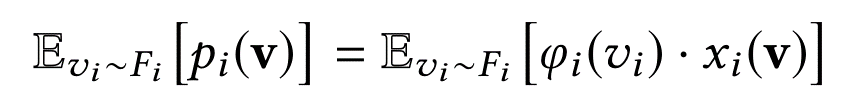 𝔼_{v_i∼F_i}[p_i(𝐯)] = 𝔼_{v_i∼F_i}[φ_i(v_i) · x_i(𝐯)]